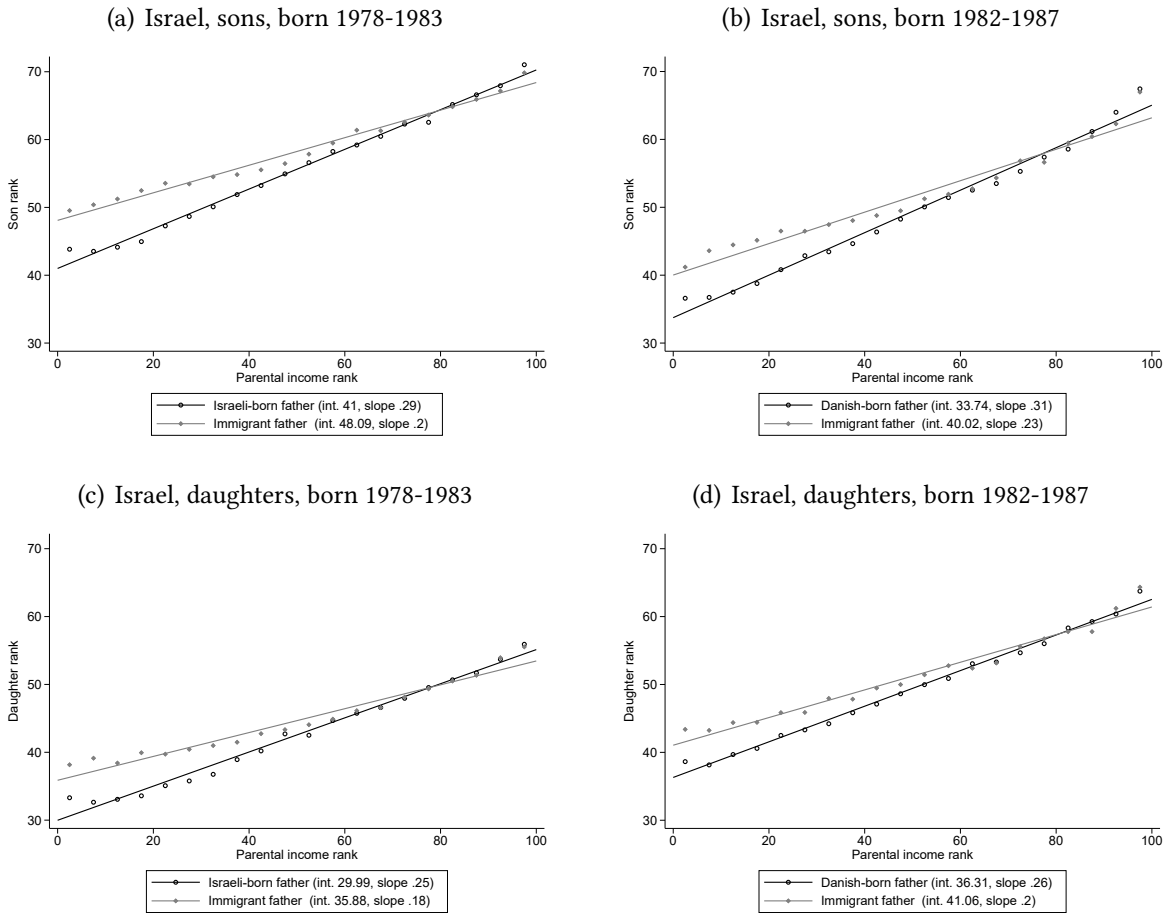 (a) Israel, sons, born 1978-1983
70
60
50
40
30
Son rank
0 20 40 60 80 100
Parental income rank
Israeli-born father (int. 41, slope .29)
Immigrant father (int. 48.09, slope .2)
(b) Israel, sons, born 1982-1987
70
60
50
40
30
Son rank
0 20 40 60 80 100
Parental income rank
Danish-born father (int. 33.74, slope .31)
Immigrant father (int. 40.02, slope .23)
(c) Israel, daughters, born 1978-1983
70
60
50
40
30
Daughter rank
0 20 40 60 80 100
Parental income rank
Israeli-born father (int. 29.99, slope .25)
Immigrant father (int. 35.88, slope .18)
(d) Israel, daughters, born 1982-1987
70
60
50
40
30
Daughter rank
0 20 40 60 80 100
Parental income rank
Danish-born father (int. 36.31, slope .26)
Immigrant father (int. 41.06, slope .2)